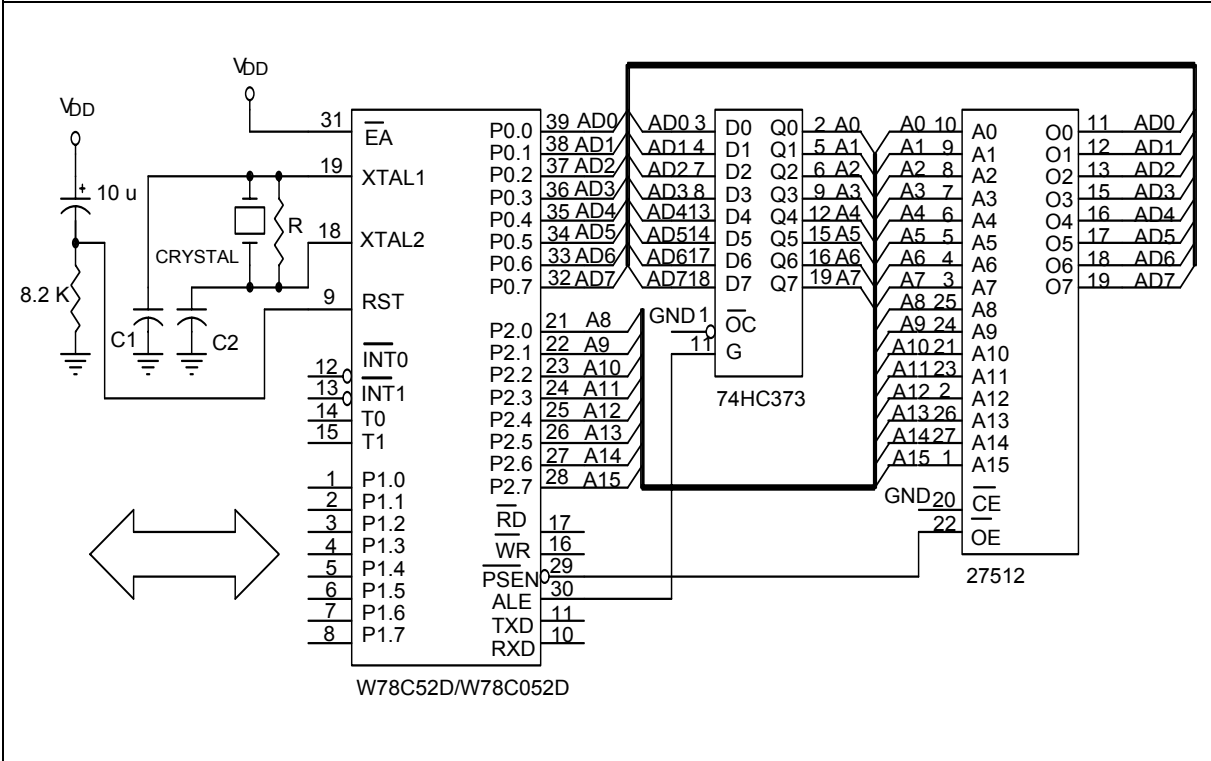 VDD
VDD
10 u
8.2 K
C1
C2
CRYSTAL
R
31 EA
19 XTAL1
18 XTAL2
9 RST
12 INT0
13 INT1
14 T0
15 T1
1 P1.0
2 P1.1
3 P1.2
4 P1.3
5 P1.4
6 P1.5
7 P1.6
8 P1.7
P0.0 39 AD0
P0.1 38 AD1
P0.2 37 AD2
P0.3 36 AD3
P0.4 35 AD4
P0.5 34 AD5
P0.6 33 AD6
P0.7 32 AD7
P2.0 21 A8
P2.1 22 A9
P2.2 23 A10
P2.3 24 A11
P2.4 25 A12
P2.5 26 A13
P2.6 27 A14
P2.7 28 A15
RD 17
WR 16
PSEN 29
ALE 30
TXD 11
RXD 10
W78C52D/W78C052D
AD0 3 D0 Q0 2 A0
AD1 4 D1 Q1 5 A1
AD2 7 D2 Q2 6 A2
AD3 8 D3 Q3 9 A3
AD4 13 D4 Q4 12 A4
AD5 14 D5 Q5 15 A5
AD6 17 D6 Q6 16 A6
AD7 18 D7 Q7 19 A7
GND 1 OC
11 G
74HC373
A0 10 A0 O0 11 AD0
A1 9 A1 O1 12 AD1
A2 8 A2 O2 13 AD2
A3 7 A3 O3 15 AD3
A4 6 A4 O4 16 AD4
A5 5 A5 O5 17 AD5
A6 4 A6 O6 18 AD6
A7 3 A7 O7 19 AD7
A8 25 A8
A9 24 A9
A10 21 A10
A11 23 A11
A12 2 A12
A13 26 A13
A14 27 A14
A15 1 A15
GND 20 CE
22 OE
27512